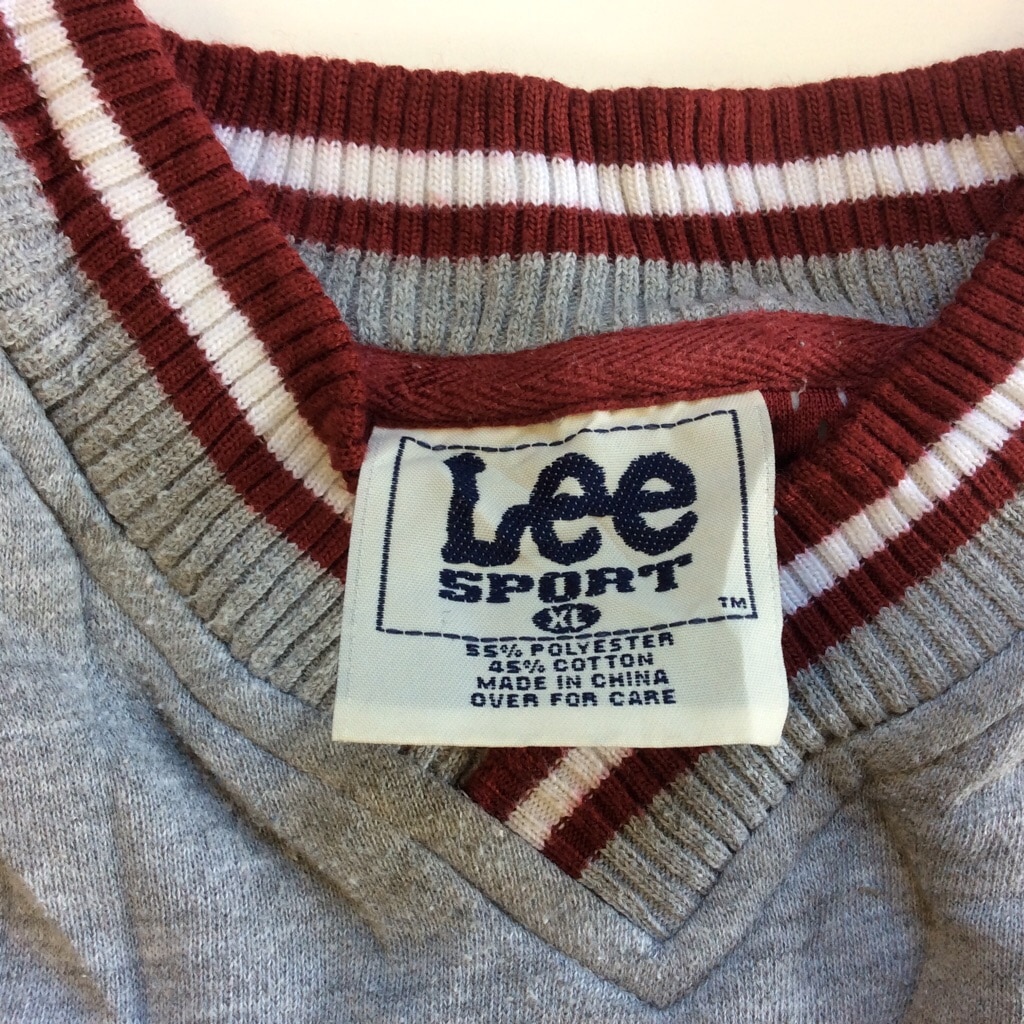 Lee
SPORT
XL
TM
55% POLYESTER
45% COTTON
MADE IN CHINA
OVER FOR CARE